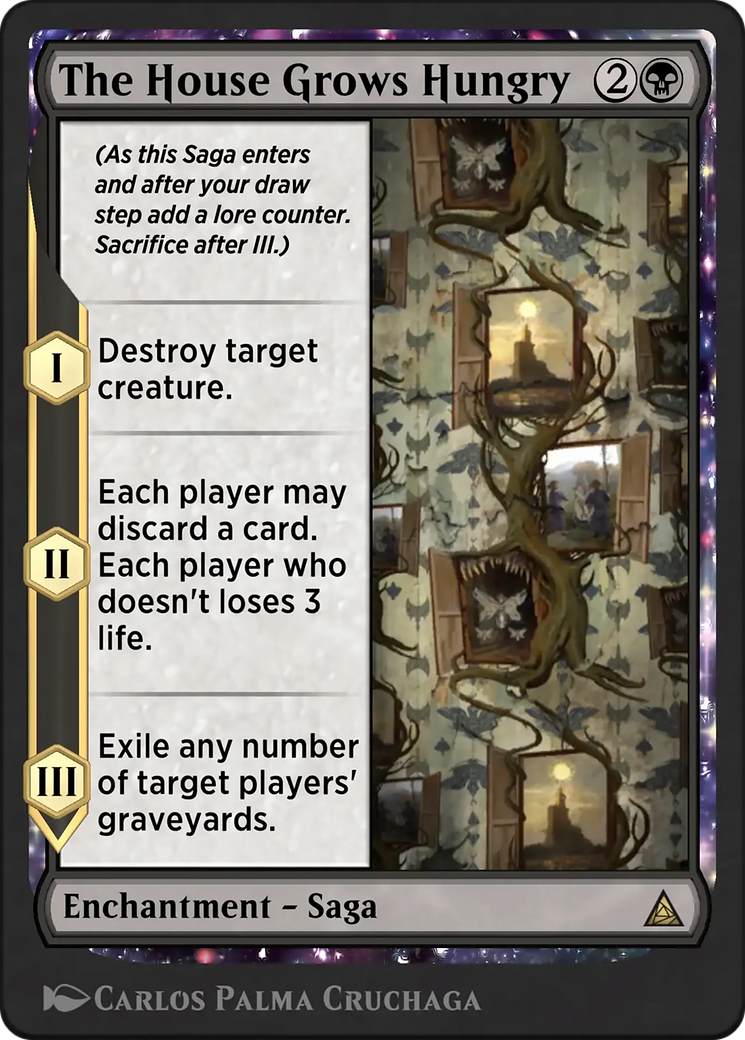 The House Grows Hungry 2
(As this Saga enters
and after your draw
step add a lore counter.
Sacrifice after III.)
I
Destroy target
creature.
II
Each player may
discard a card.
Each player who
doesn't loses 3
life.
III
Exile any number
of target players'
graveyards.
Enchantment – Saga
Carlos Palma Cruchaga